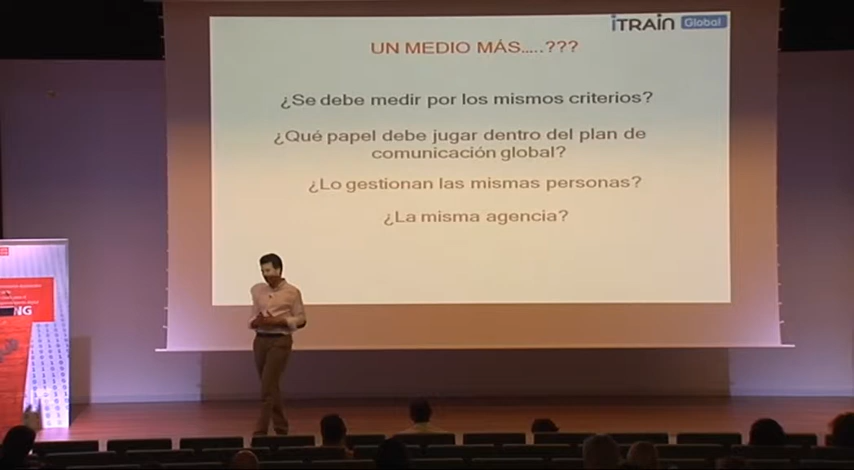 iTRAiN Global
UN MEDIO MÁS.....???
¿Se debe medir por los mismos criterios?
¿Qué papel debe jugar dentro del plan de
comunicación global?
¿Lo gestionan las mismas personas?
¿La misma agencia?
NG